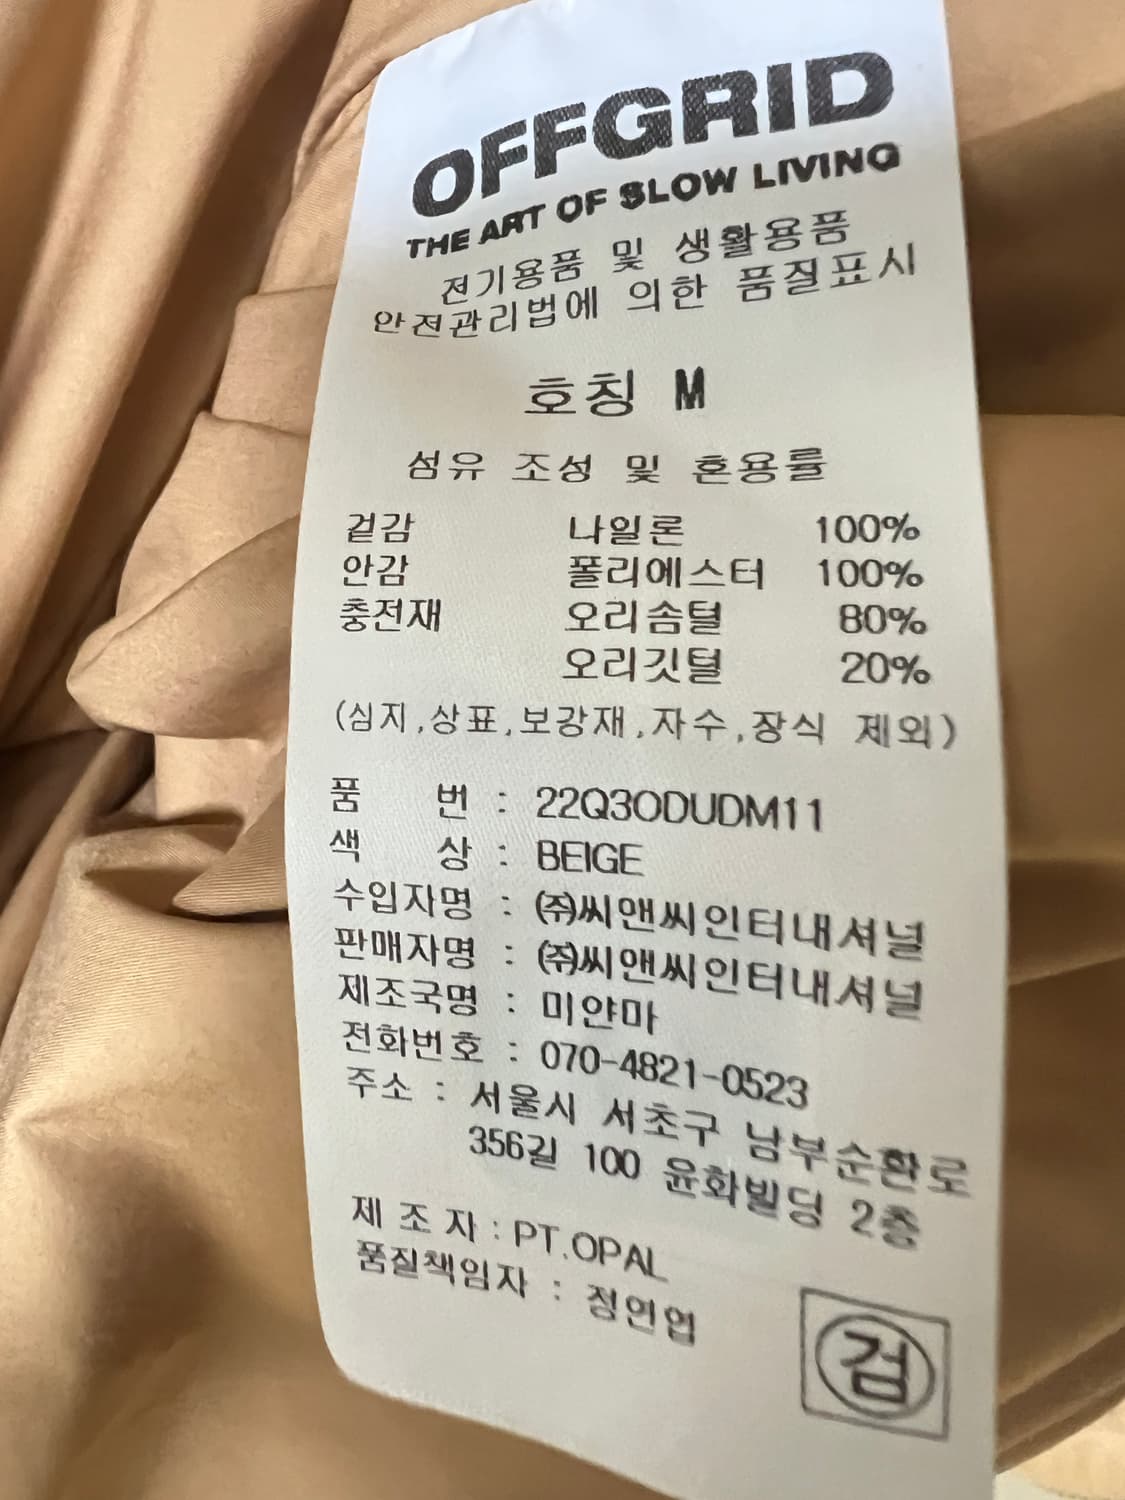 OFFGRID
THE ART OF SLOW LIVING
전기용품 및 생활용품
안전관리법에 의한 품질표시
호칭 M
섬유 조성 및 혼용률
겉감 나일론 100%
안감 폴리에스터 100%
충전재 오리솜털 80%
오리깃털 20%
(심지,상표,보강재,자수,장식 제외)
품 번 : 22Q3ODUDM11
색 상 : BEIGE
수입자명 : ㈜씨앤씨인터내셔널
판매자명 : ㈜씨앤씨인터내셔널
제조국명 : 미얀마
전화번호 : 070-4821-0523
주소 : 서울시 서초구 남부순환로
356길 100 윤화빌딩 2층
제 조 자 : PT.OPAL
품질책임자 : 정연엽
검